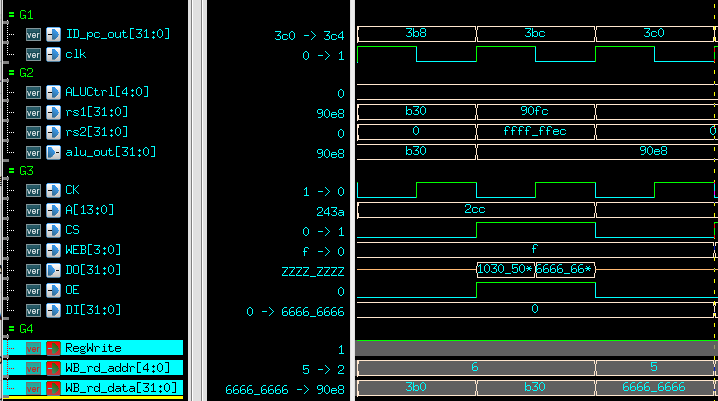 G1
ver ID_pc_out[31:0] 3c0 -> 3c4 3b8 3bc 3c0
ver clk 0 -> 1
G2
ver ALUCtrl[4:0] 0
ver rs1[31:0] 90e8 b30 90fc
ver rs2[31:0] 0 0 ffff_ffec 0
ver alu_out[31:0] 90e8 b30 90e8
G3
CK 1 -> 0
ver A[13:0] 243a 2cc
ver CS 0 -> 1
ver WEB[3:0] f -> 0 f
ver DO[31:0] ZZZZ_ZZZZ 1030_50* 6666_66*
ver OE 0
ver DI[31:0] 0 -> 6666_6666 0
G4
ver RegWrite 1
ver WB_rd_addr[4:0] 5 -> 2 6 5
ver WB_rd_data[31:0] 6666_6666 -> 90e8 3b0 b30 6666_6666